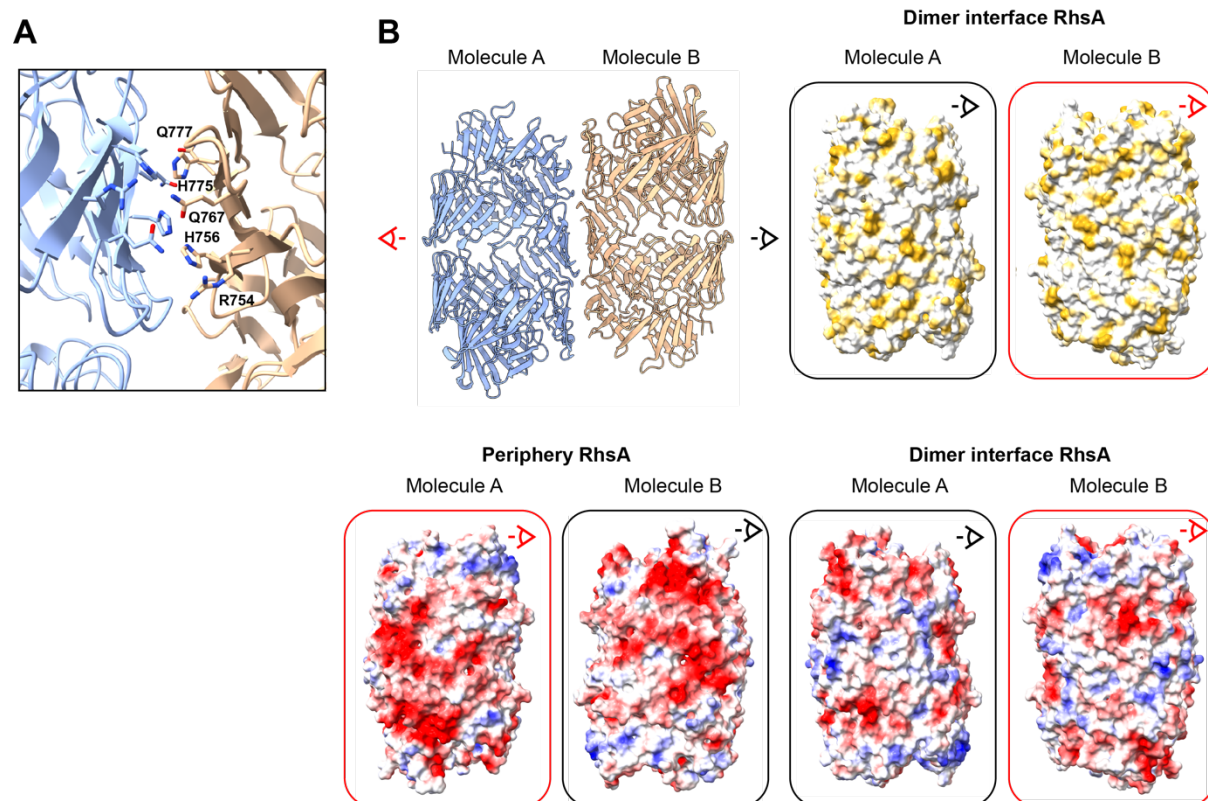 A
B
Dimer interface RhsA
Molecule A Molecule B
Molecule A Molecule B
Q777
H775
Q767
H756
R754
Periphery RhsA Dimer interface RhsA
Molecule A Molecule B Molecule A Molecule B